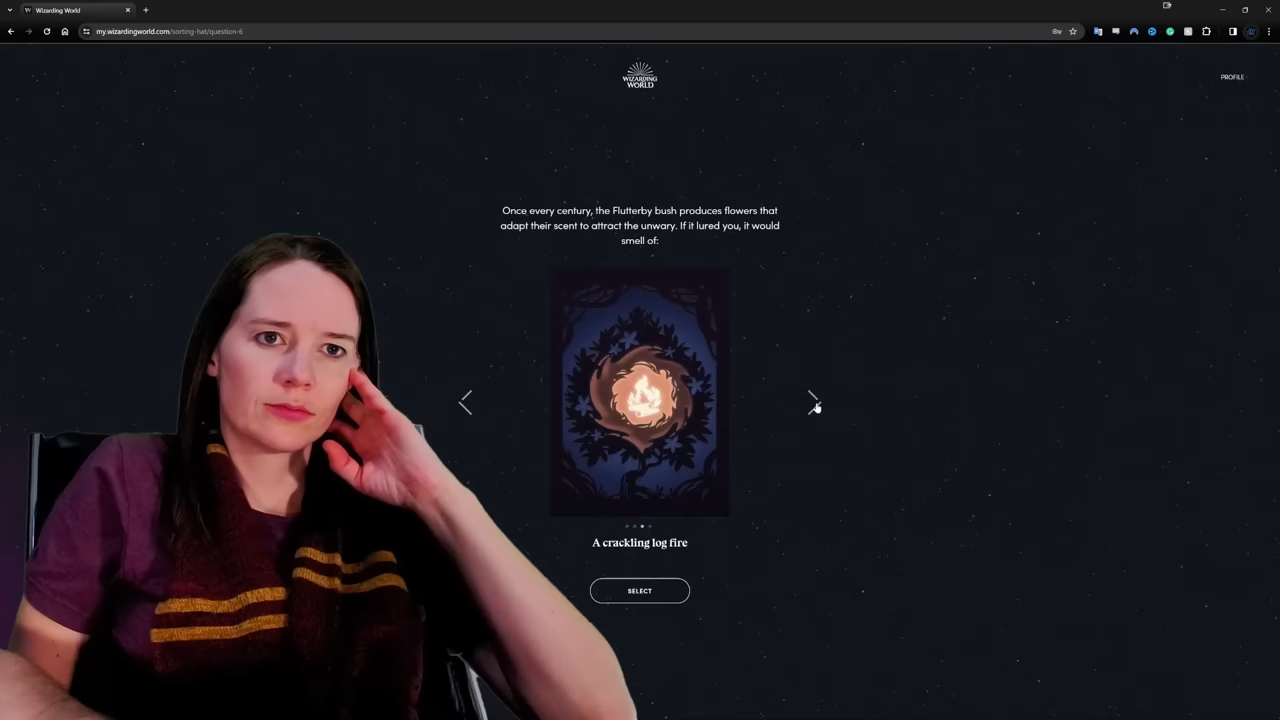 Wizarding World
my.wizardingworld.com/sorting-hat/question-6
WIZARDING
WORLD
PROFILE
Once every century, the Flutterby bush produces flowers that
adapt their scent to attract the unwary. If it lured you, it would
smell of:
A crackling log fire
SELECT